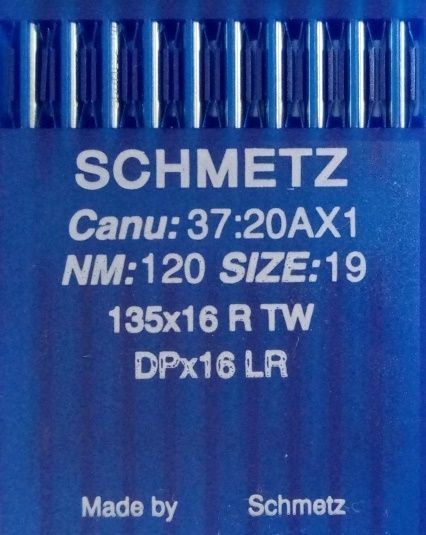 SCHMETZ
Canu: 37:20AX1
NM:120 SIZE:19
135x16 R TW
DPx16 LR
Made by Schmetz